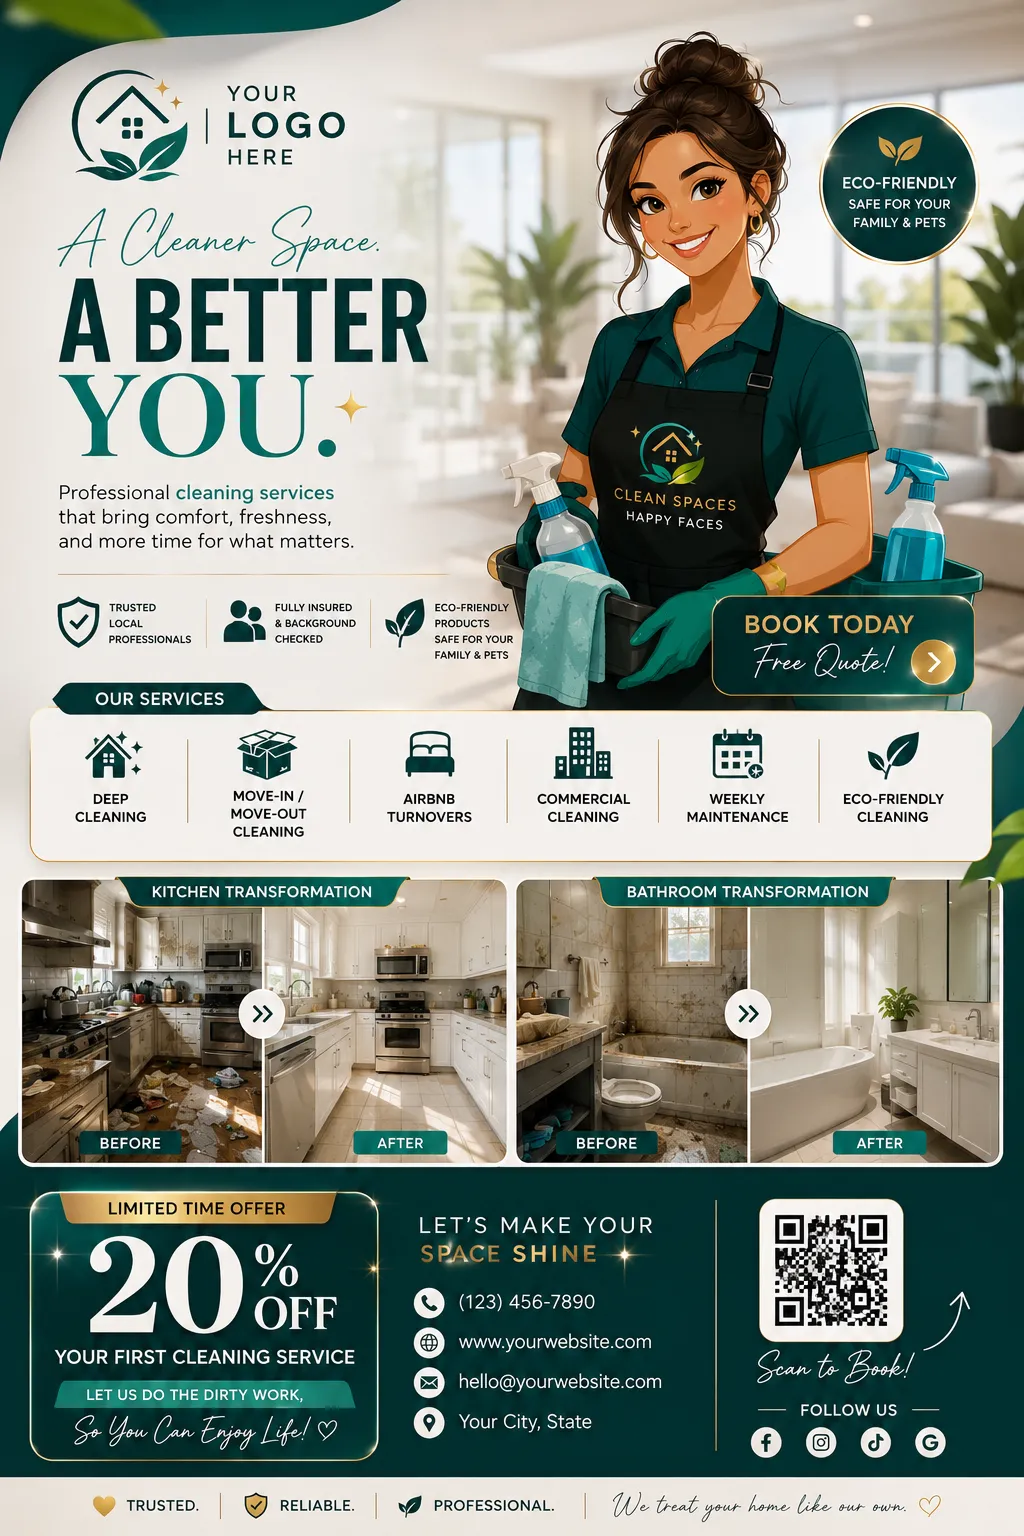 YOUR
LOGO
HERE
A Cleaner Space.
A BETTER
YOU.
Professional cleaning services
that bring comfort, freshness,
and more time for what matters.
ECO-FRIENDLY
SAFE FOR YOUR
FAMILY & PETS
CLEAN SPACES
HAPPY FACES
TRUSTED
LOCAL
PROFESSIONALS
FULLY INSURED
& BACKGROUND
CHECKED
ECO-FRIENDLY
PRODUCTS
SAFE FOR YOUR
FAMILY & PETS
BOOK TODAY
Free Quote!
OUR SERVICES
DEEP
CLEANING
MOVE-IN /
MOVE-OUT
CLEANING
AIRBNB
TURNOVERS
COMMERCIAL
CLEANING
WEEKLY
MAINTENANCE
ECO-FRIENDLY
CLEANING
KITCHEN TRANSFORMATION
BEFORE
AFTER
BATHROOM TRANSFORMATION
BEFORE
AFTER
LIMITED TIME OFFER
20% OFF
YOUR FIRST CLEANING SERVICE
LET US DO THE DIRTY WORK,
So You Can Enjoy Life!
LET'S MAKE YOUR
SPACE SHINE
(123) 456-7890
www.yourwebsite.com
hello@yourwebsite.com
Your City, State
Scan to Book!
FOLLOW US
TRUSTED.
RELIABLE.
PROFESSIONAL.
We treat your home like our own.